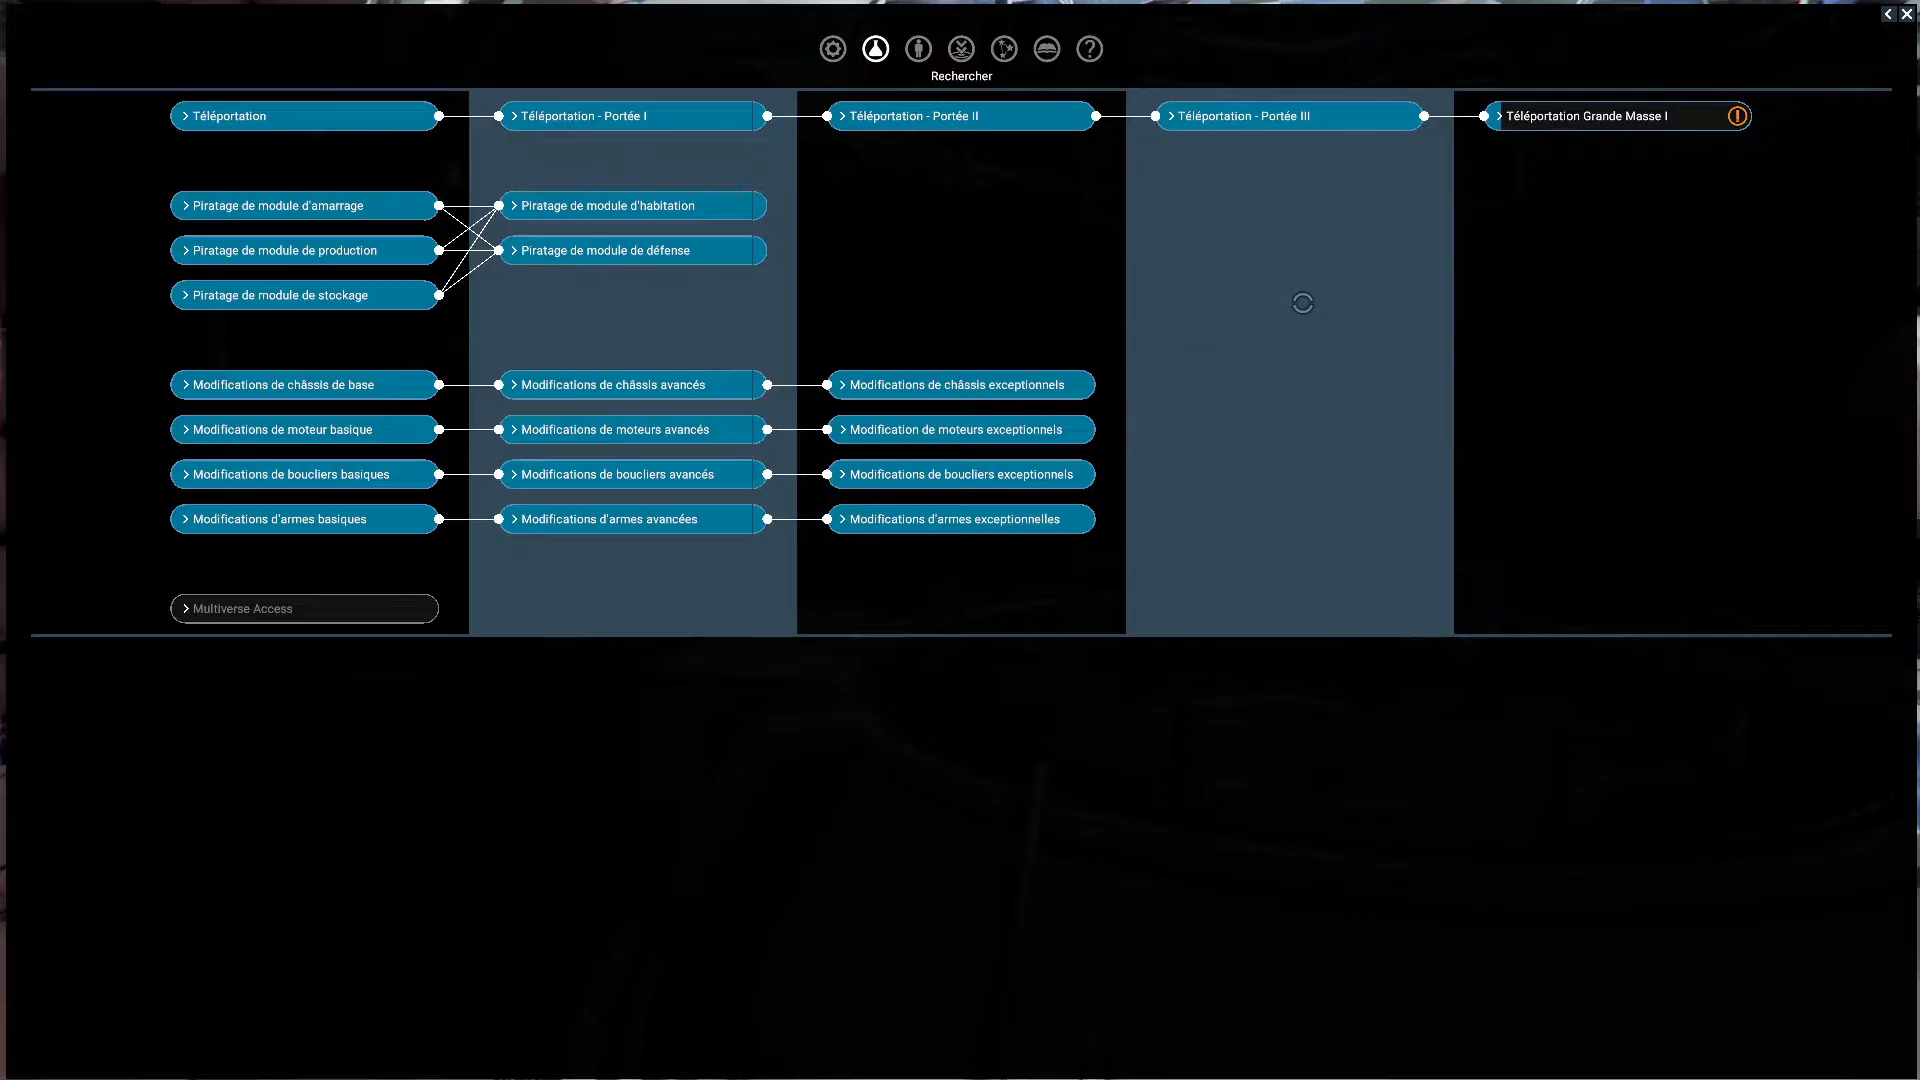 Rechercher
Téléportation
Téléportation - Portée I
Téléportation - Portée II
Téléportation - Portée III
Téléportation Grande Masse I
Piratage de module d'amarrage
Piratage de module d'habitation
Piratage de module de production
Piratage de module de défense
Piratage de module de stockage
Modifications de châssis de base
Modifications de châssis avancés
Modifications de châssis exceptionnels
Modifications de moteur basique
Modifications de moteurs avancés
Modification de moteurs exceptionnels
Modifications de boucliers basiques
Modifications de boucliers avancés
Modifications de boucliers exceptionnels
Modifications d'armes basiques
Modifications d'armes avancées
Modifications d'armes exceptionnelles
Multiverse Access